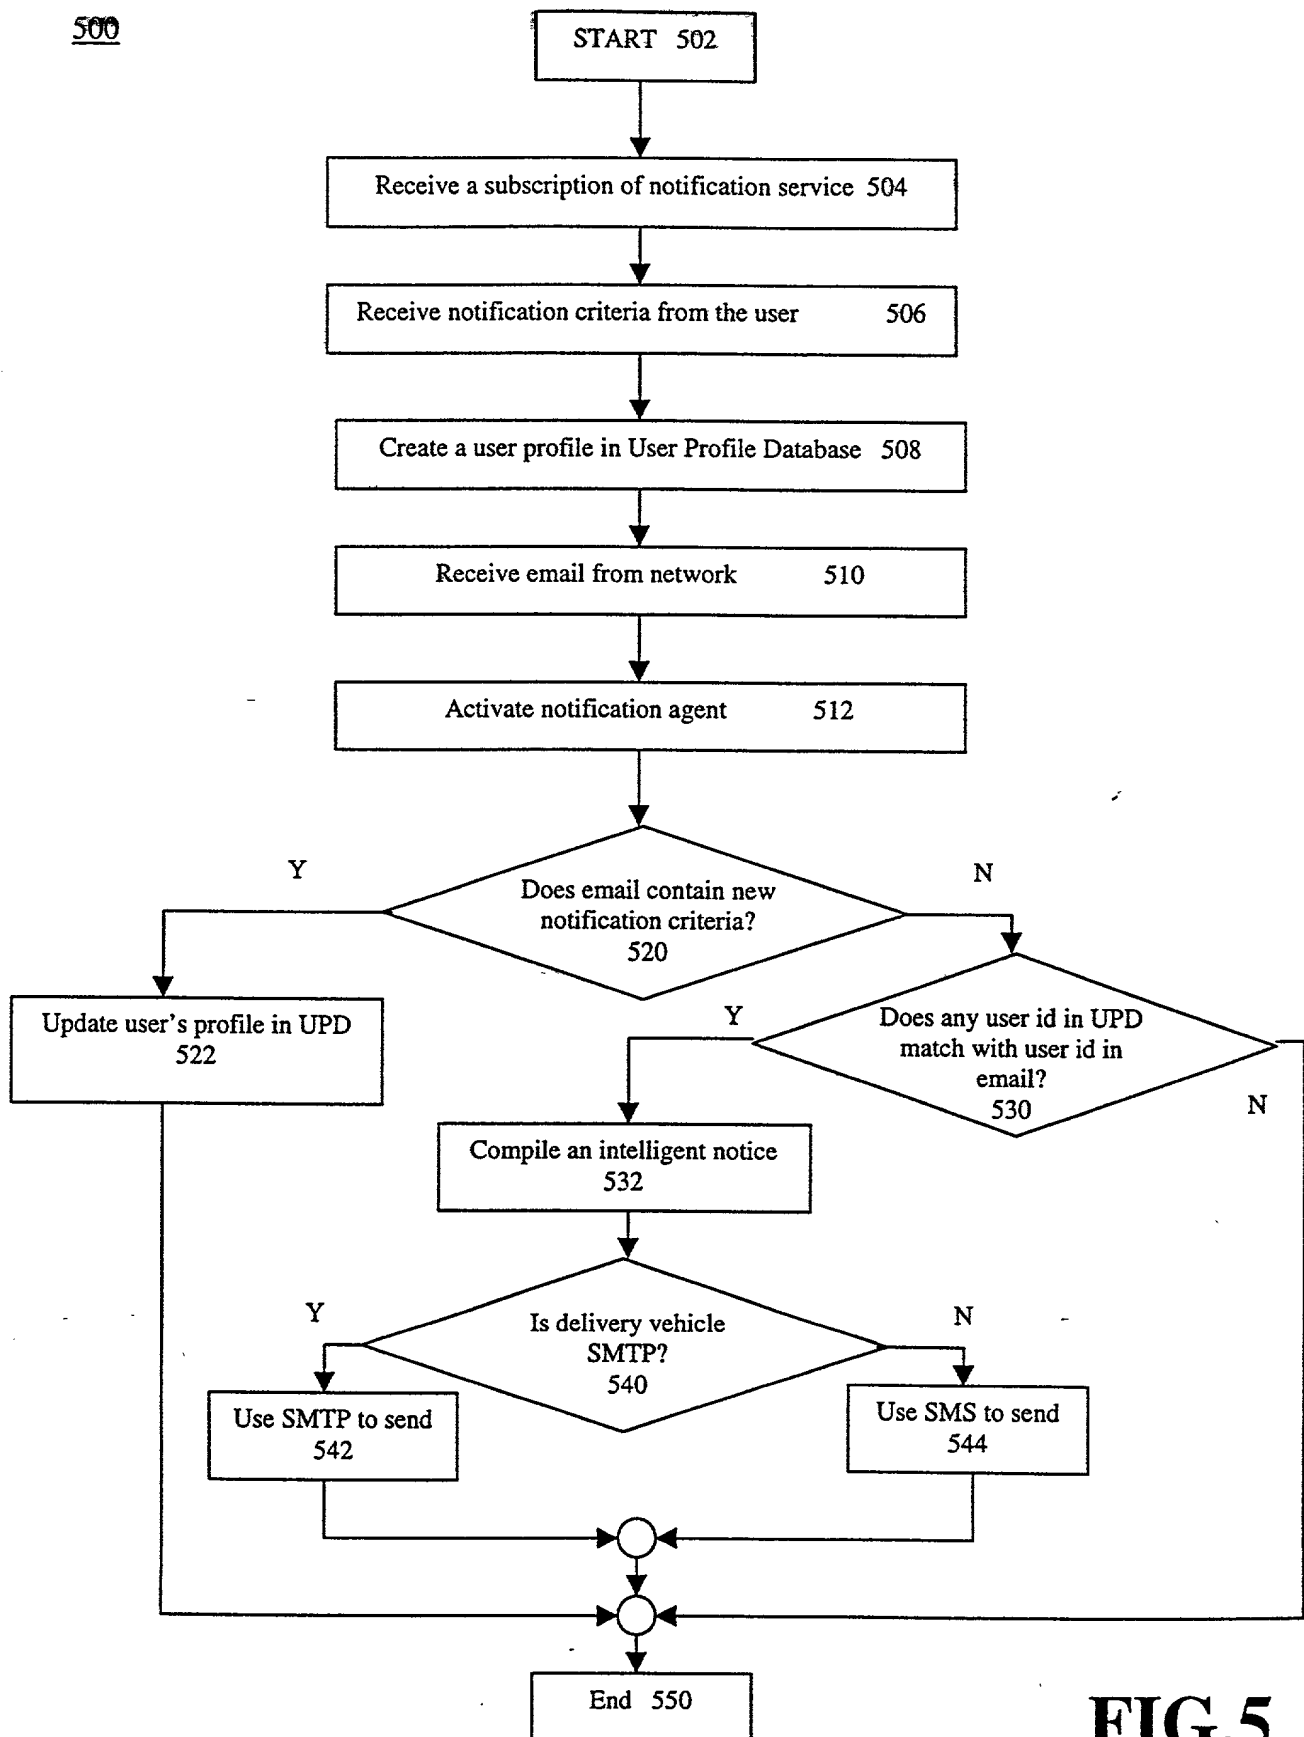 500
START 502
Receive a subscription of notification service 504
Receive notification criteria from the user 506
Create a user profile in User Profile Database 508
Receive email from network 510
Activate notification agent 512
Y
N
Does email contain new
notification criteria?
520
Update user's profile in UPD
522
Y
Does any user id in UPD
match with user id in
email?
530
N
Compile an intelligent notice
532
Y
N
Is delivery vehicle
SMTP?
540
Use SMTP to send
542
Use SMS to send
544
End 550
FIG.5